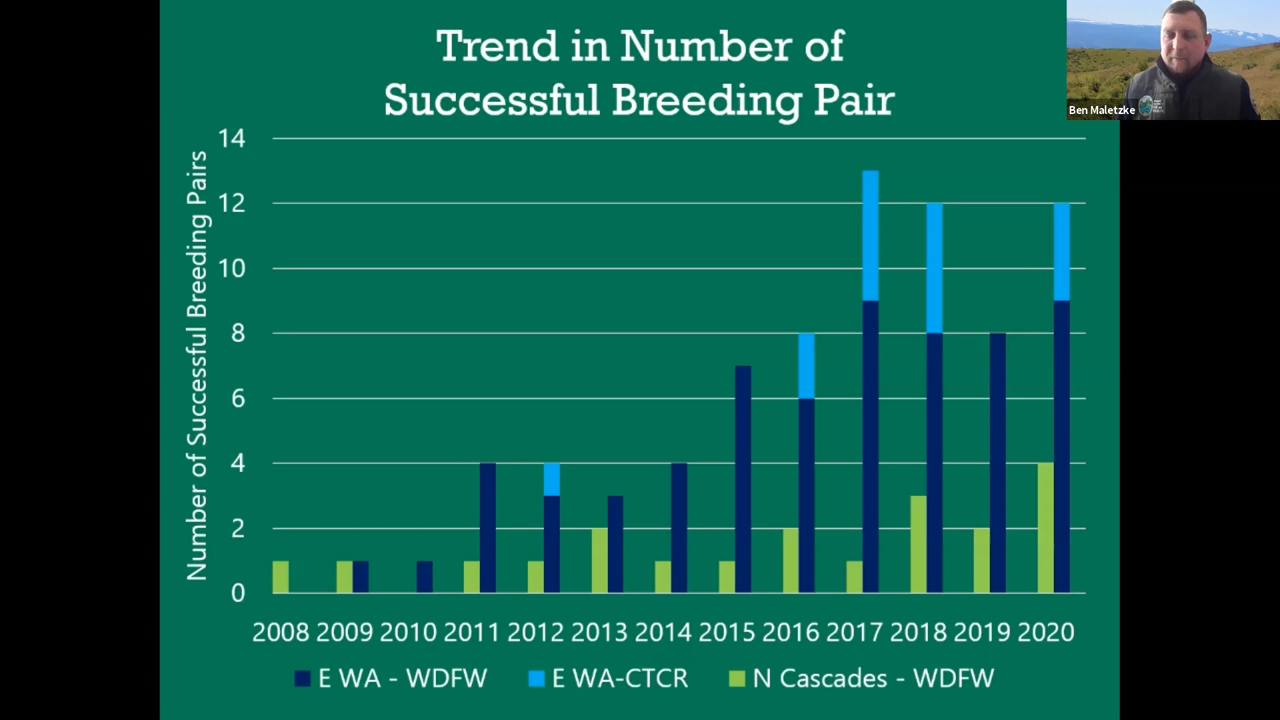 Trend in Number of
Successful Breeding Pair
Ben Maletzke
Number of Successful Breeding Pairs
14
12
10
8
6
4
2
0
2008 2009 2010 2011 2012 2013 2014 2015 2016 2017 2018 2019 2020
E WA - WDFW E WA-CTCR N Cascades - WDFW